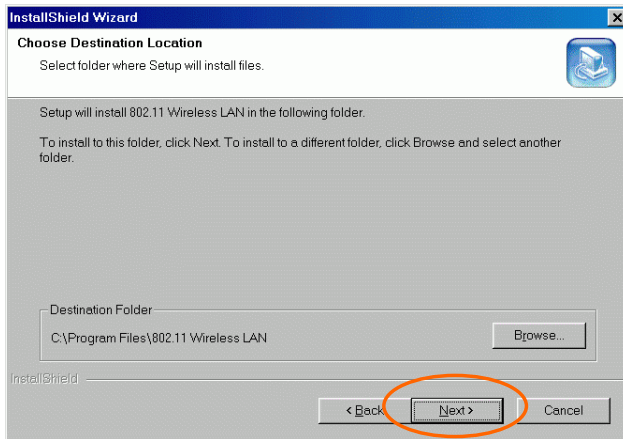 InstallShield Wizard
Choose Destination Location
Select folder where Setup will install files.
Setup will install 802.11 Wireless LAN in the following folder.
To install to this folder, click Next. To install to a different folder, click Browse and select another
folder.
Destination Folder
C:\Program Files\802.11 Wireless LAN
Browse...
InstallShield
< Back
Next >
Cancel